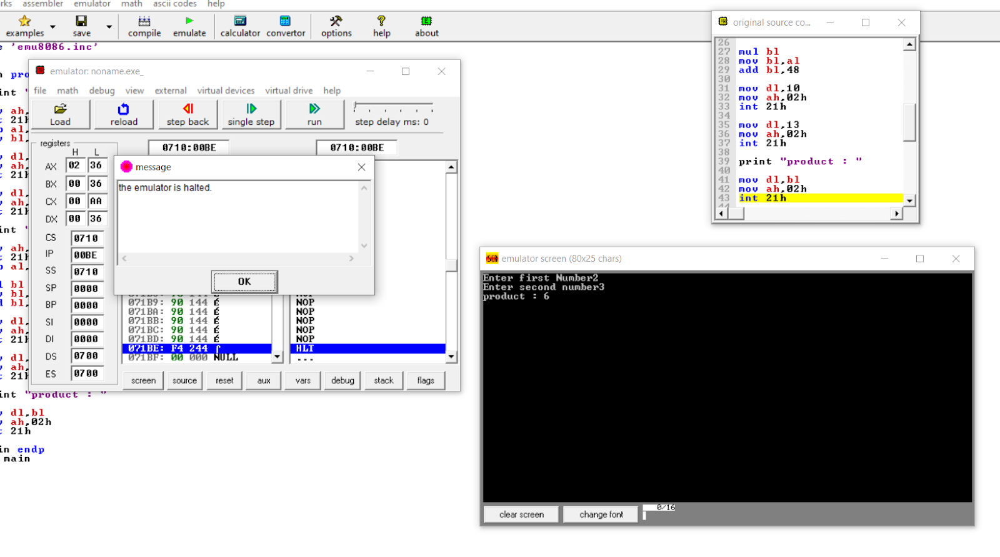 rks assembler emulator math ascii codes help
examples save compile emulate calculator convertor options help about
e 'emu8086.inc'
n pro
int '
v ah,
t 21h
b al,
v bl,
v dl,
v ah,
t 21h
v dl,
v ah,
t 21h
int '
v ah,
t 21h
b al,
l bl
v bl,
d bl,
v dl,
v ah,
t 21h
v dl,
v ah,
t 21h
int "product : "
v dl,bl
v ah,02h
t 21h
in endp
main
emulator: noname.exe_
file math debug view external virtual devices virtual drive help
Load reload step back single step run step delay ms: 0
registers
H L
0710:00BE 0710:00BE
AX 02 36
BX 00 36
CX 00 AA
DX 00 36
CS 0710
IP 00BE
SS 0710
SP 0000
BP 0000
SI 0000
DI 0000
DS 0700
ES 0700
message
the emulator is halted.
OK
071B9: 90 144 É NOP
071BA: 90 144 É NOP
071BB: 90 144 É NOP
071BC: 90 144 É NOP
071BD: 90 144 É NOP
071BE: F4 244 ⌠ HLT
071BF: 00 000 NULL ...
screen source reset aux vars debug stack flags
original source co...
26
27 mul bl
28 mov bl,al
29 add bl,48
30
31 mov dl,10
32 mov ah,02h
33 int 21h
34
35 mov dl,13
36 mov ah,02h
37 int 21h
38
39 print "product : "
40
41 mov dl,bl
42 mov ah,02h
43 int 21h
44
emulator screen (80x25 chars)
Enter first Number2
Enter second number3
product : 6
clear screen change font 0/16